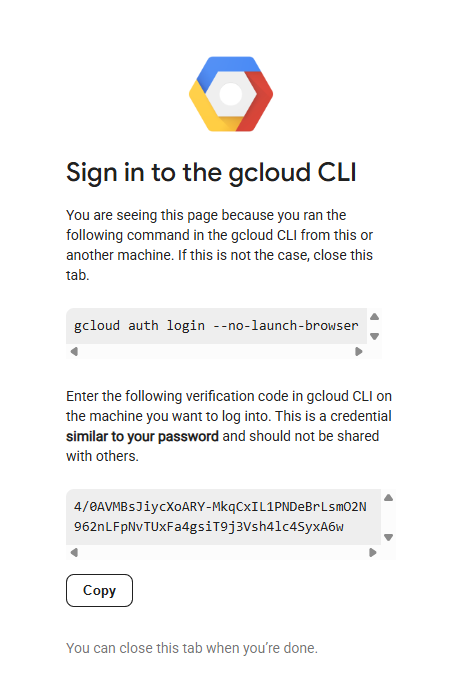 Sign in to the gcloud CLI
You are seeing this page because you ran the
following command in the gcloud CLI from this or
another machine. If this is not the case, close this
tab.
gcloud auth login --no-launch-browser
Enter the following verification code in gcloud CLI on
the machine you want to log into. This is a credential
similar to your password and should not be shared
with others.
4/0AVMBsJiycXoARY-MkqCxIL1PNDeBrLsmO2N
962nLFpNvTUxFa4gsiT9j3Vsh4lc4SyxA6w
Copy
You can close this tab when you’re done.